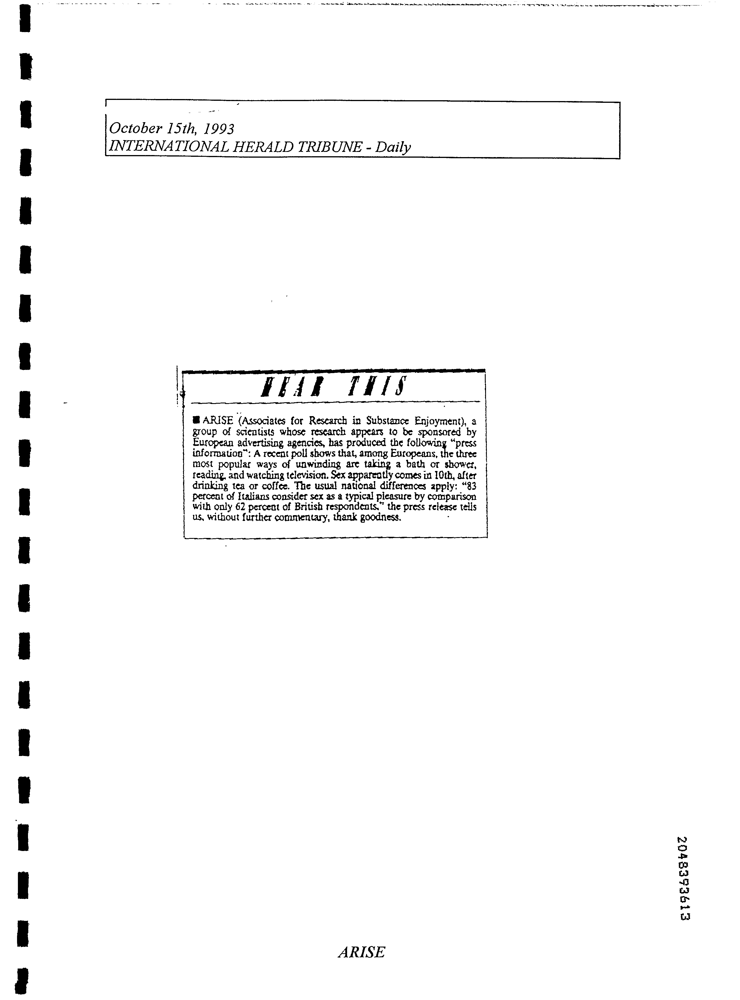 October 15th, 1993
INTERNATIONAL HERALD TRIBUNE - Daily
HEAR THIS
■ ARISE (Associates for Research in Substance Enjoyment), a
group of scientists whose research appears to be sponsored by
European advertising agencies, has produced the following "press
information": A recent poll shows that, among Europeans, the three
most popular ways of unwinding are taking a bath or shower,
reading, and watching television. Sex apparently comes in 10th, after
drinking tea or coffee. The usual national differences apply: "83
percent of Italians consider sex as a typical pleasure by comparison
with only 62 percent of British respondents," the press release tells
us, without further commentary, thank goodness.
2048393613
ARISE